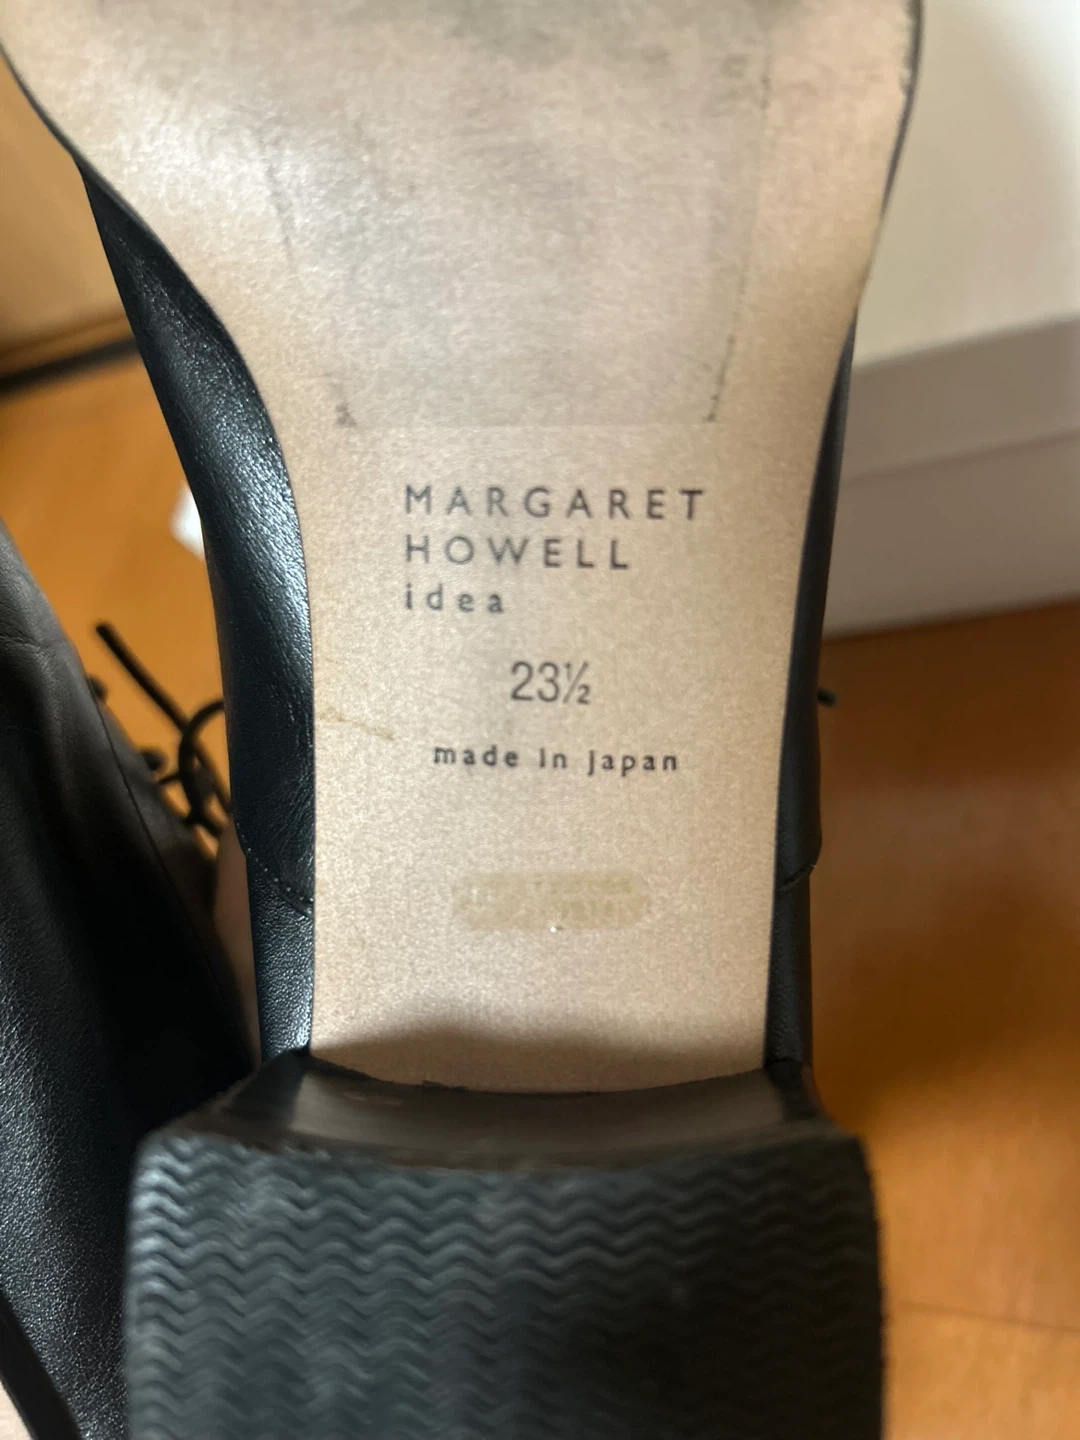 MARGARET
HOWELL
idea
23½
made in japan